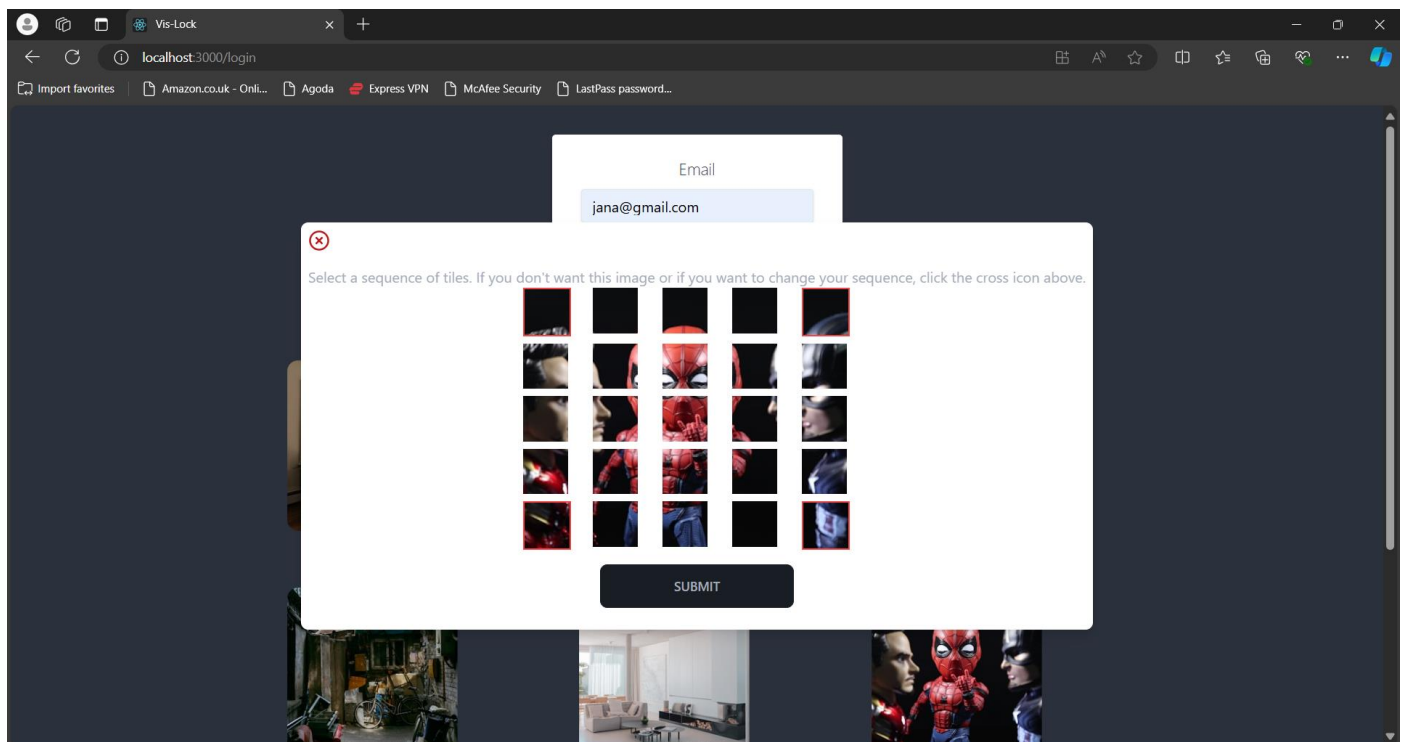 Vis-Lock
localhost:3000/login
Import favorites
Amazon.co.uk - Onli...
Agoda
Express VPN
McAfee Security
LastPass password...
Email
jana@gmail.com
Select a sequence of tiles. If you don't want this image or if you want to change your sequence, click the cross icon above.
SUBMIT